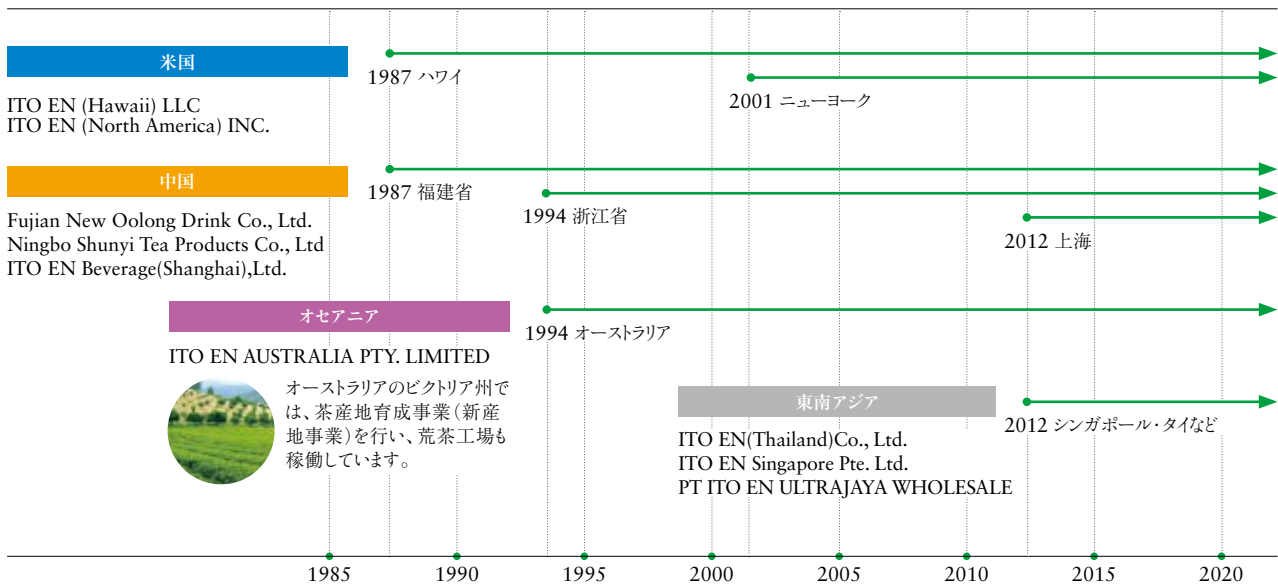 米国
1987 ハワイ
2001 ニューヨーク
ITO EN (Hawaii) LLC
ITO EN (North America) INC.
中国
1987 福建省
1994 浙江省
2012 上海
Fujian New Oolong Drink Co., Ltd.
Ningbo Shunyi Tea Products Co., Ltd
ITO EN Beverage(Shanghai),Ltd.
オセアニア
1994 オーストラリア
ITO EN AUSTRALIA PTY. LIMITED
オーストラリアのビクトリア州で
は、茶産地育成事業（新産
地事業）を行い、荒茶工場も
稼働しています。
東南アジア
2012 シンガポール・タイなど
ITO EN(Thailand)Co., Ltd.
ITO EN Singapore Pte. Ltd.
PT ITO EN ULTRAJAYA WHOLESALE
1985 1990 1995 2000 2005 2010 2015 2020